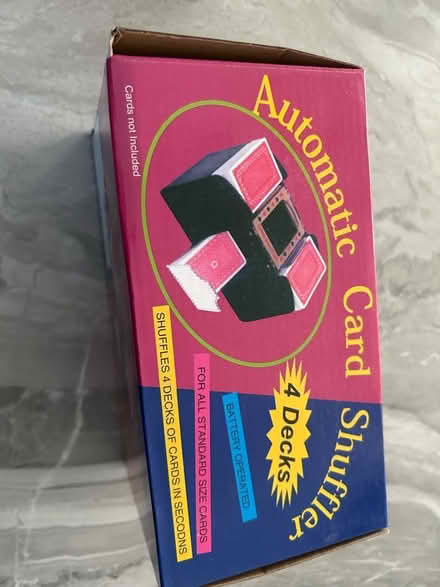 Automatic Card Shuffler
4 Decks
BATTERY OPERATED
FOR ALL STANDARD SIZE CARDS
SHUFFLES 4 DECKS OF CARDS IN SECODNS
Cards not Included